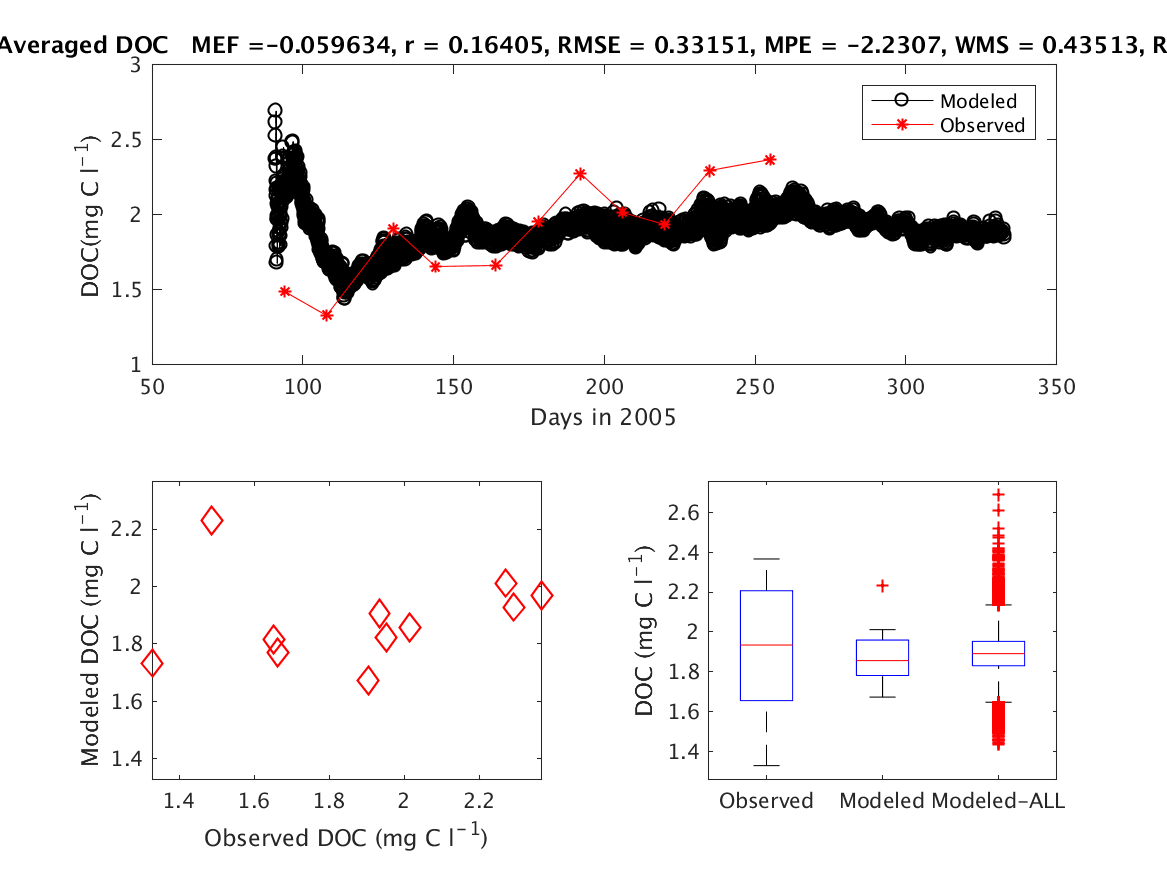 Averaged DOC MEF =-0.059634, r = 0.16405, RMSE = 0.33151, MPE = -2.2307, WMS = 0.43513, R
3
2.5
2
1.5
1
DOC(mg C l⁻¹)
Modeled
Observed
50 100 150 200 250 300 350
Days in 2005
2.2
2
1.8
1.6
1.4
Modeled DOC (mg C l⁻¹)
1.4 1.6 1.8 2 2.2
Observed DOC (mg C l⁻¹)
2.6
2.4
2.2
2
1.8
1.6
1.4
DOC (mg C l⁻¹)
Observed Modeled Modeled-ALL